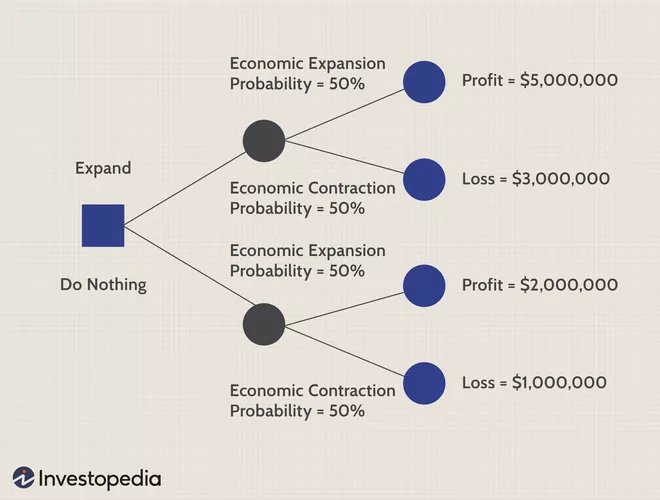 Economic Expansion
Probability = 50%
Profit = $5,000,000
Expand
Economic Contraction
Probability = 50%
Loss = $3,000,000
Do Nothing
Economic Expansion
Probability = 50%
Profit = $2,000,000
Economic Contraction
Probability = 50%
Loss = $1,000,000
Investopedia